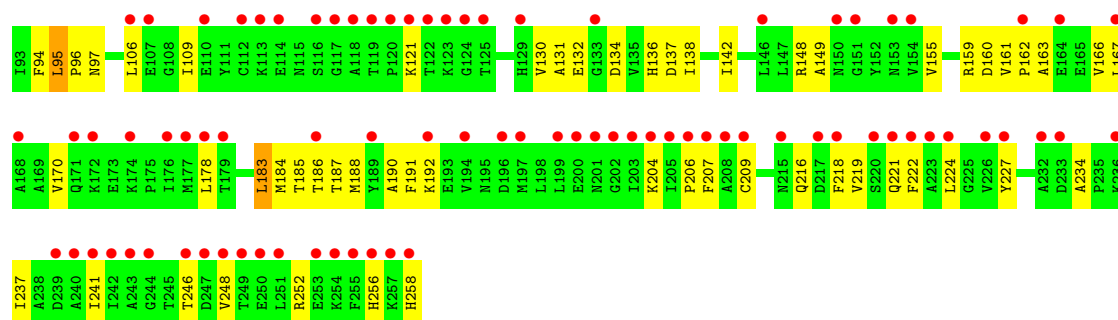 I93 F94 L95 P96 N97 L106 E107 G108 I109 E110 Y111 C112 K113 E114 N115 S116 G117 A118 T119 P120 K121 T122 K123 G124 T125 H129 V130 A131 E132 G133 D134 V135 H136 D137 I138 I142 L146 L147 R148 A149 N150 G151 Y152 N153 V154 V155 R159 D160 V161 P162 A163 E164 E165 V166 L167
A168 A169 V170 Q171 K172 E173 K174 P175 I176 M177 L178 T179 L183 M184 T185 T186 T187 M188 Y189 A190 F191 K192 E193 V194 N195 D196 M197 L198 L199 E200 N201 G202 I203 K204 I205 P206 F207 A208 C209 N215 Q216 D217 F218 V219 S220 Q221 F222 A223 L224 G225 V226 Y227 A232 D233 A234 P235 K236
I237 A238 D239 A240 I241 I242 A243 G244 T245 T246 D247 V248 T249 E250 L251 R252 E253 K254 F255 H256 K257 H258